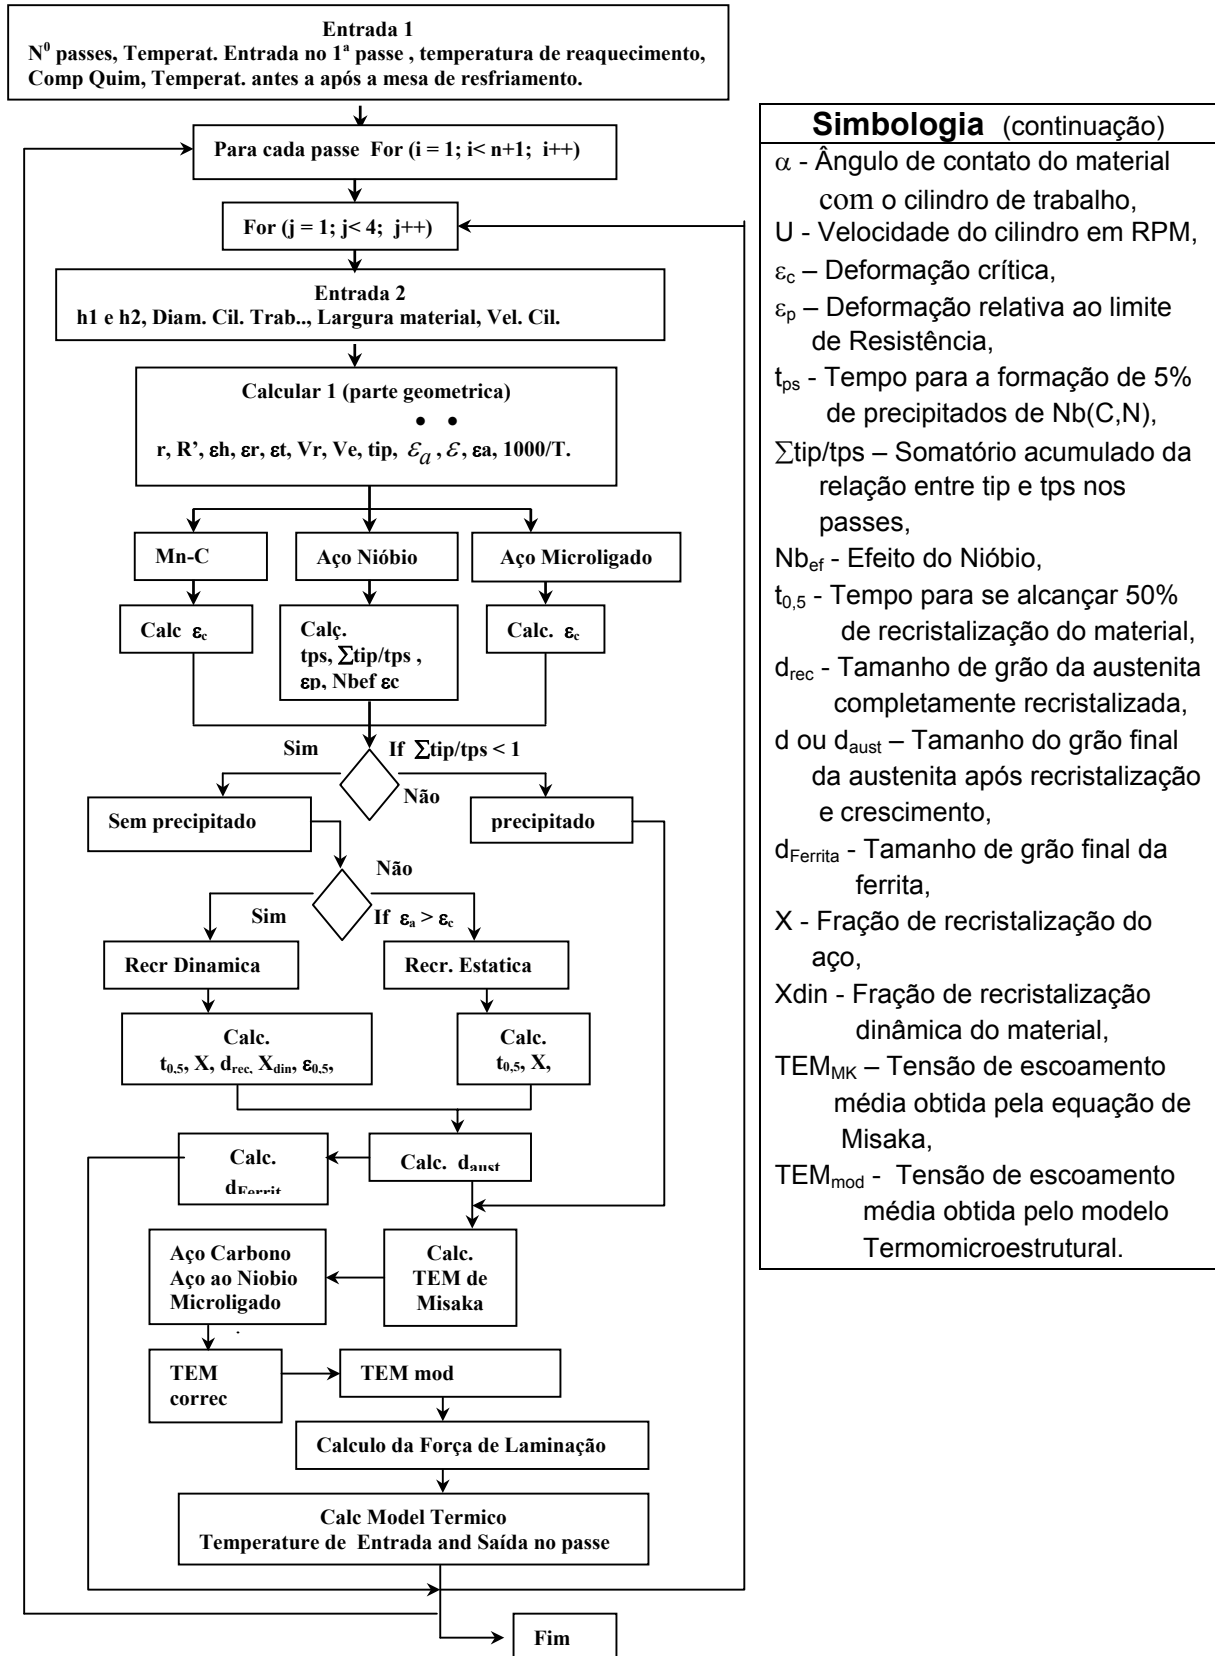 Entrada 1
N⁰ passes, Temperat. Entrada no 1ª passe , temperatura de reaquecimento,
Comp Quim, Temperat. antes a após a mesa de resfriamento.
Para cada passe For (i = 1; i< n+1; i++)
For (j = 1; j< 4; j++)
Entrada 2
h1 e h2, Diam. Cil. Trab.., Largura material, Vel. Cil.
Calcular 1 (parte geometrica)
r, R’, εh, εr, εt, Vr, Ve, tip, ε̇a , ε̇, εa, 1000/T.
Mn-C
Aço Nióbio
Aço Microligado
Calc εc
Calç.
tps, ∑tip/tps ,
εp, Nbef εc
Calc. εc
Sim
If ∑tip/tps < 1
Não
Sem precipitado
precipitado
Não
Sim
If εa > εc
Recr Dinamica
Recr. Estatica
Calc.
t0,5, X, drec, Xdin, ε0,5,
Calc.
t0,5, X,
Calc.
dFerrit
Calc. daust
Aço Carbono
Aço ao Niobio
Microligado
.
Calc.
TEM de
Misaka
TEM
correc
TEM mod
Calculo da Força de Laminação
Calc Model Termico
Temperature de Entrada and Saída no passe
Fim
Simbologia (continuação)
α - Ângulo de contato do material
com o cilindro de trabalho,
U - Velocidade do cilindro em RPM,
εc – Deformação crítica,
εp – Deformação relativa ao limite
de Resistência,
tps - Tempo para a formação de 5%
de precipitados de Nb(C,N),
∑tip/tps – Somatório acumulado da
relação entre tip e tps nos
passes,
Nbef - Efeito do Nióbio,
t0,5 - Tempo para se alcançar 50%
de recristalização do material,
drec - Tamanho de grão da austenita
completamente recristalizada,
d ou daust – Tamanho do grão final
da austenita após recristalização
e crescimento,
dFerrita - Tamanho de grão final da
ferrita,
X - Fração de recristalização do
aço,
Xdin - Fração de recristalização
dinâmica do material,
TEMMK – Tensão de escoamento
média obtida pela equação de
Misaka,
TEMmod - Tensão de escoamento
média obtida pelo modelo
Termomicroestrutural.